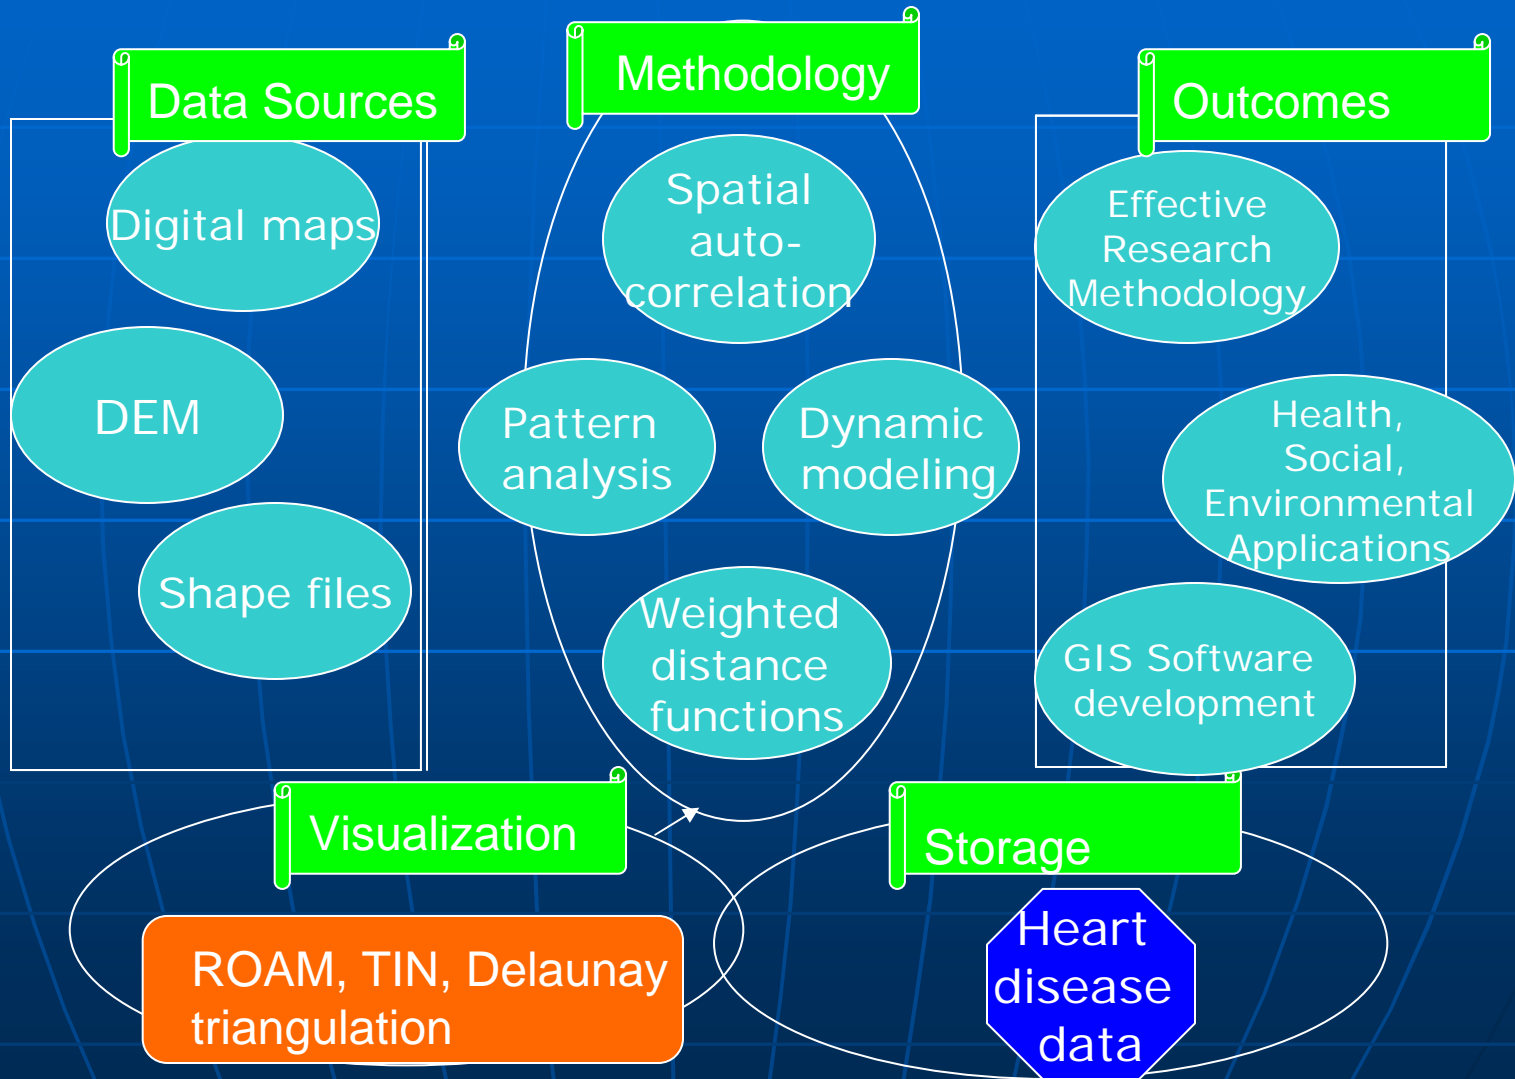 Data Sources
Digital maps
DEM
Shape files
Methodology
Spatial
auto-
correlation
Pattern
analysis
Dynamic
modeling
Weighted
distance
functions
Outcomes
Effective
Research
Methodology
Health,
Social,
Environmental
Applications
GIS Software
development
Visualization
ROAM, TIN, Delaunay
triangulation
Storage
Heart
disease
data